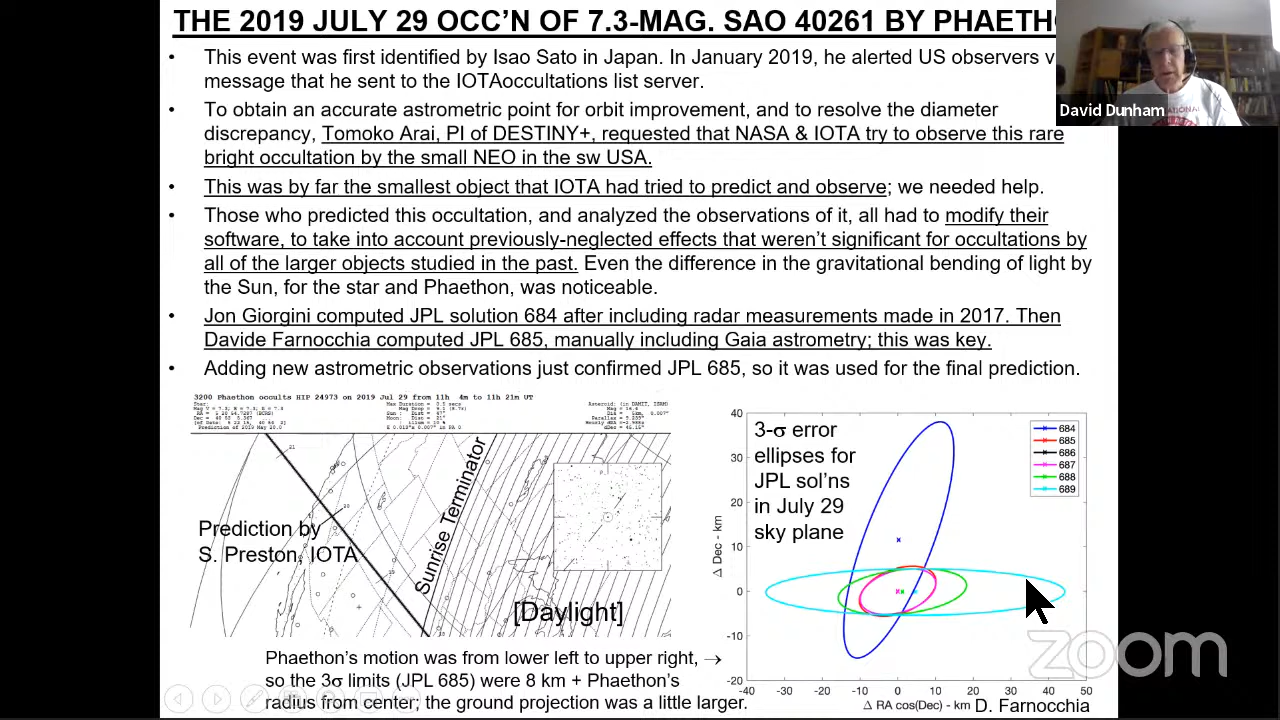 THE 2019 JULY 29 OCC’N OF 7.3-MAG. SAO 40261 BY PHAETH
• This event was first identified by Isao Sato in Japan. In January 2019, he alerted US observers v
message that he sent to the IOTAoccultations list server.
• To obtain an accurate astrometric point for orbit improvement, and to resolve the diameter
discrepancy, Tomoko Arai, PI of DESTINY+, requested that NASA & IOTA try to observe this rare
bright occultation by the small NEO in the sw USA.
• This was by far the smallest object that IOTA had tried to predict and observe; we needed help.
• Those who predicted this occultation, and analyzed the observations of it, all had to modify their
software, to take into account previously-neglected effects that weren’t significant for occultations by
all of the larger objects studied in the past. Even the difference in the gravitational bending of light by
the Sun, for the star and Phaethon, was noticeable.
• Jon Giorgini computed JPL solution 684 after including radar measurements made in 2017. Then
Davide Farnocchia computed JPL 685, manually including Gaia astrometry; this was key.
• Adding new astrometric observations just confirmed JPL 685, so it was used for the final prediction.
David Dunham
3200 Phaethon occults HIP 24973 on 2019 Jul 29 from 11h 4m to 11h 21m UT
Prediction by
S. Preston, IOTA
Sunrise Terminator
[Daylight]
Phaethon’s motion was from lower left to upper right, →
so the 3σ limits (JPL 685) were 8 km + Phaethon’s
radius from center; the ground projection was a little larger.
3-σ error
ellipses for
JPL sol’ns
in July 29
sky plane
684
685
686
687
688
689
Δ Dec - km
40
30
20
10
0
-10
-20
-40 -30 -20 -10 0 10 20 30 40 50
Δ RA cos(Dec) - km D. Farnocchia
zoom